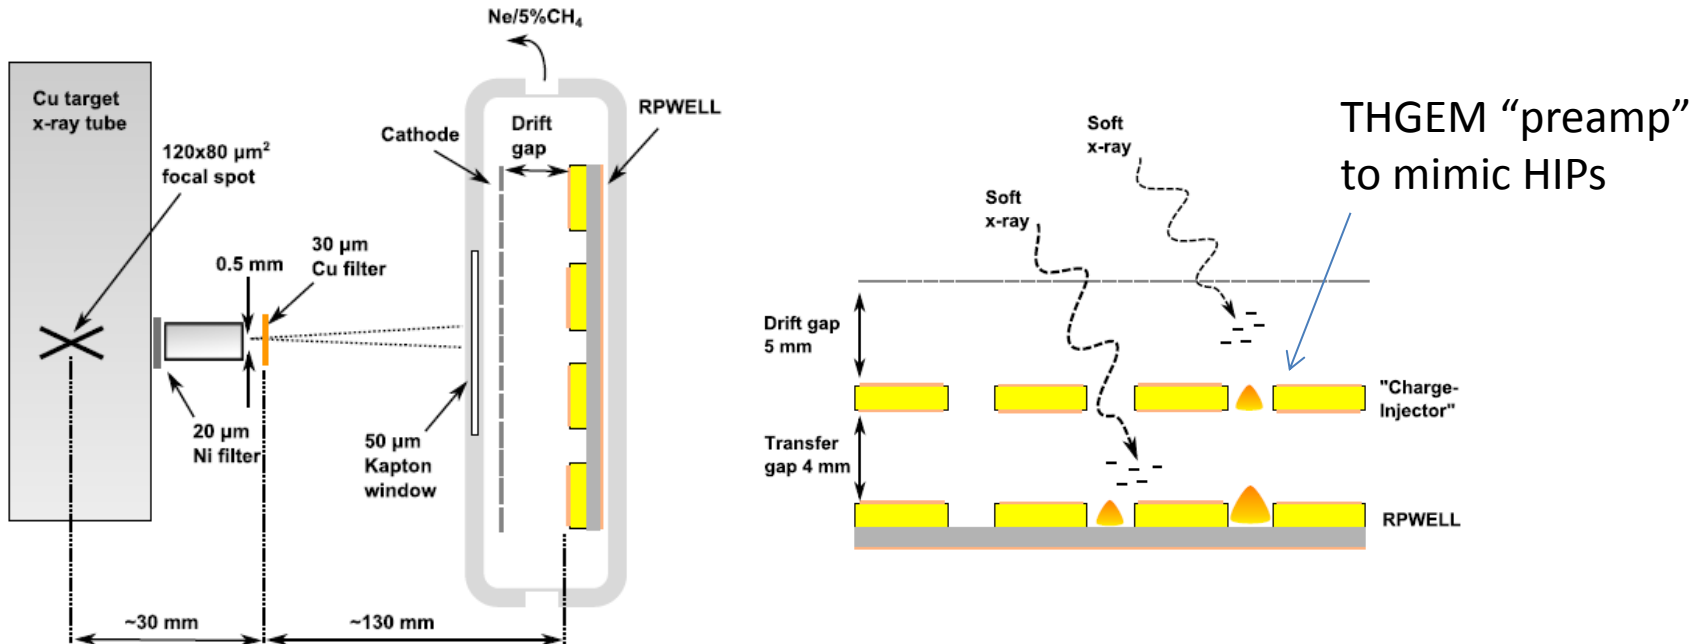 Ne/5%CH₄
Cu target
x-ray tube
120x80 µm²
focal spot
Cathode
Drift
gap
RPWELL
0.5 mm
30 µm
Cu filter
20 µm
Ni filter
50 µm
Kapton
window
~30 mm
~130 mm
Soft
x-ray
Soft
x-ray
THGEM “preamp”
to mimic HIPs
Drift gap
5 mm
"Charge-
Injector"
Transfer
gap 4 mm
RPWELL